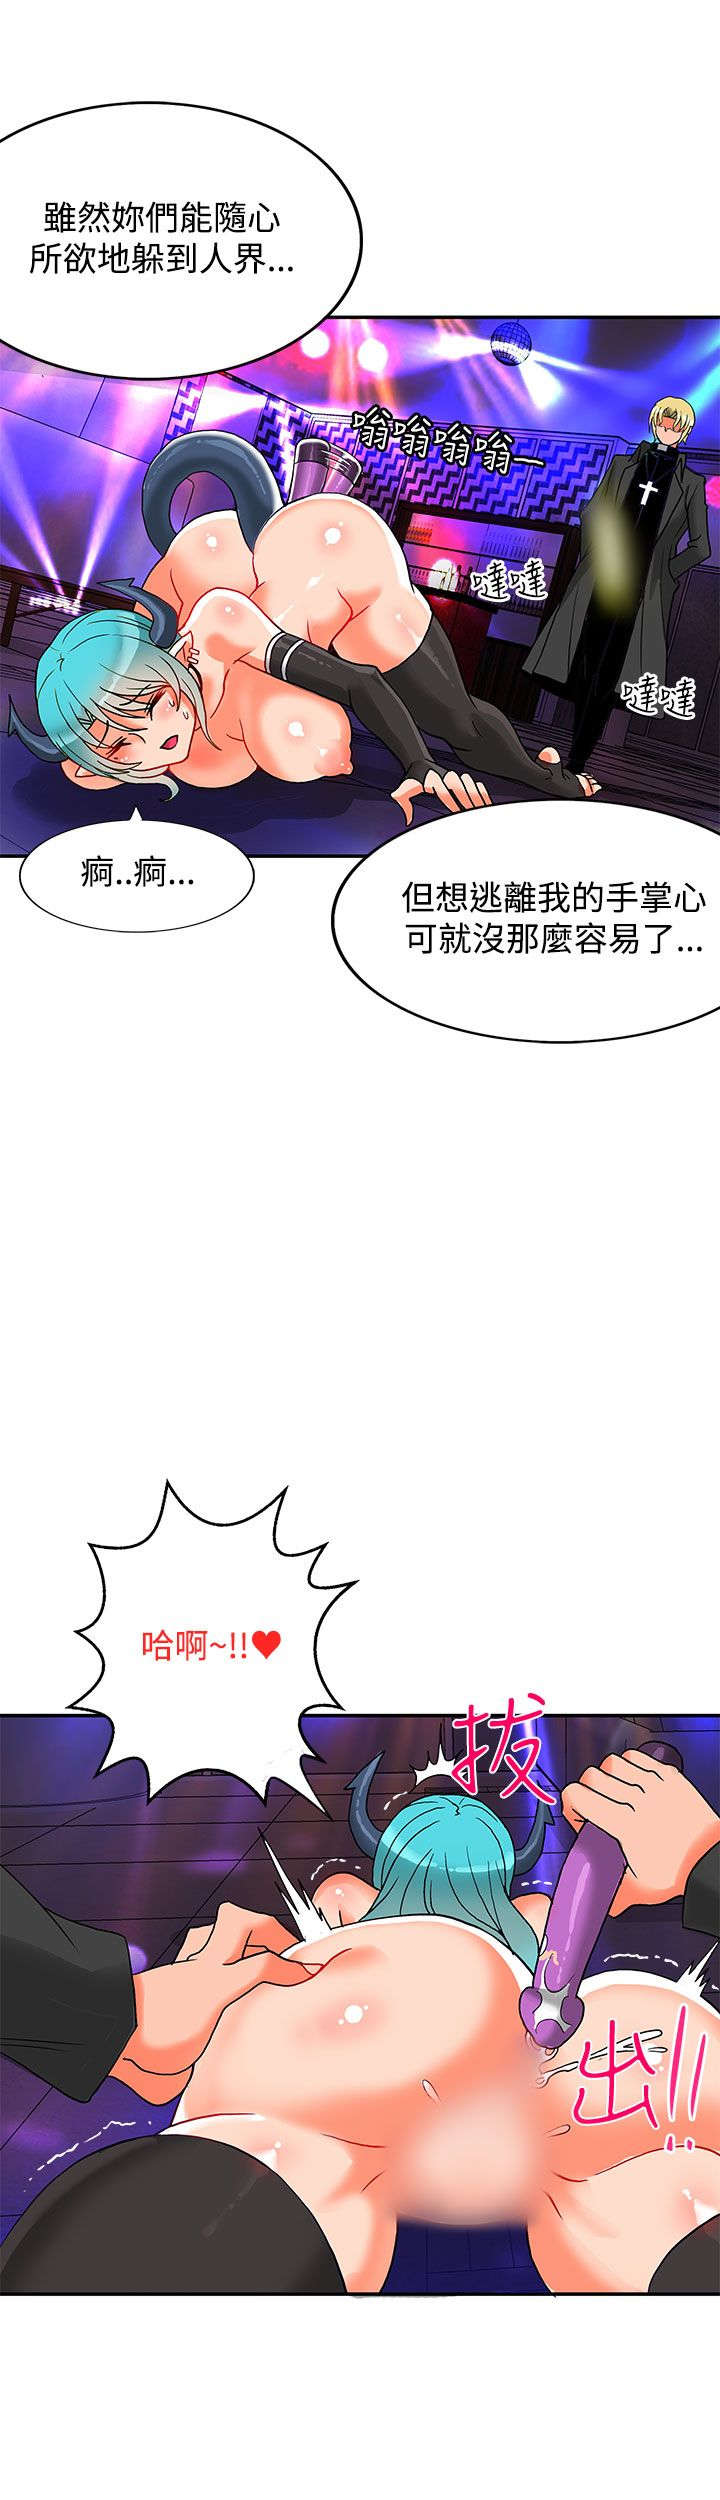 雖然妳們能隨心
所欲地躲到人界...
嗡嗡嗡嗡—
噠噠
噠噠
痾..痾...
但想逃離我的手掌心
可就沒那麼容易了...
哈啊~!!♥
拔
出!!